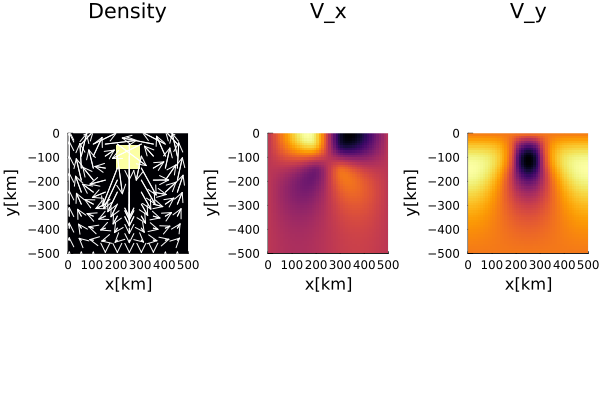 Density V_x V_y
0 0 0
−100 −100 −100
−200 −200 −200
−300 −300 −300
−400 −400 −400
−500 −500 −500
y[km] y[km] y[km]
0 100 200 300 400 500 0 100 200 300 400 500 0 100 200 300 400 500
x[km] x[km] x[km]